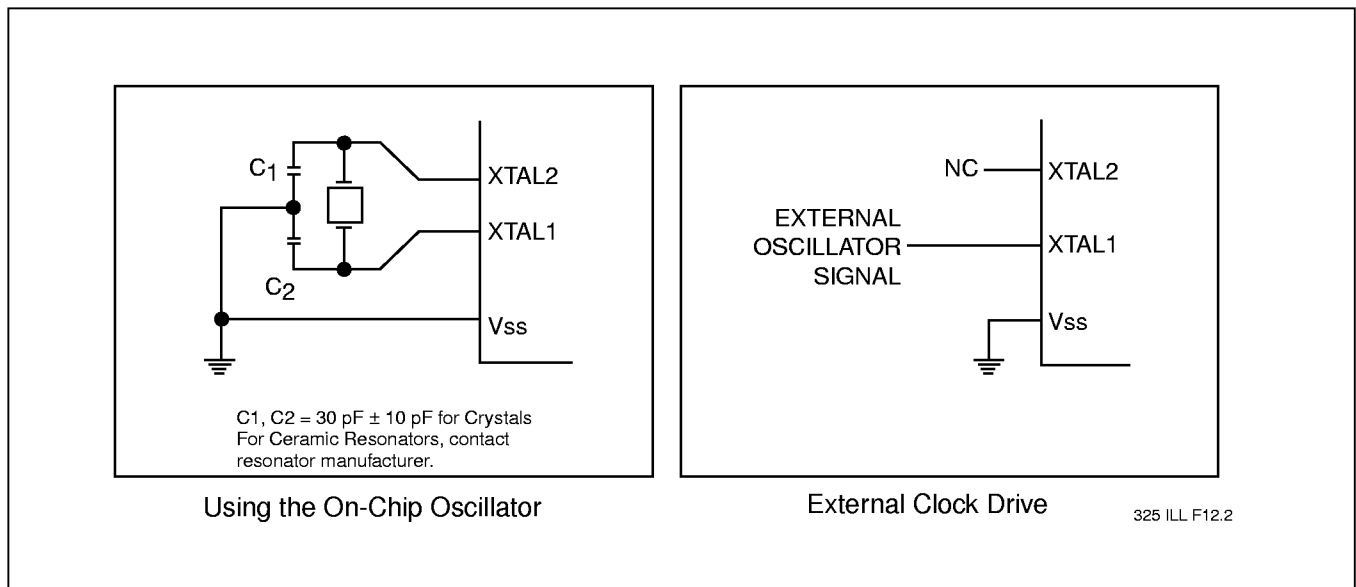 C1
C2
XTAL2
XTAL1
Vss
C1, C2 = 30 pF ± 10 pF for Crystals
For Ceramic Resonators, contact
resonator manufacturer.
Using the On-Chip Oscillator
NC
XTAL2
EXTERNAL
OSCILLATOR
SIGNAL
XTAL1
Vss
External Clock Drive
325 ILL F12.2